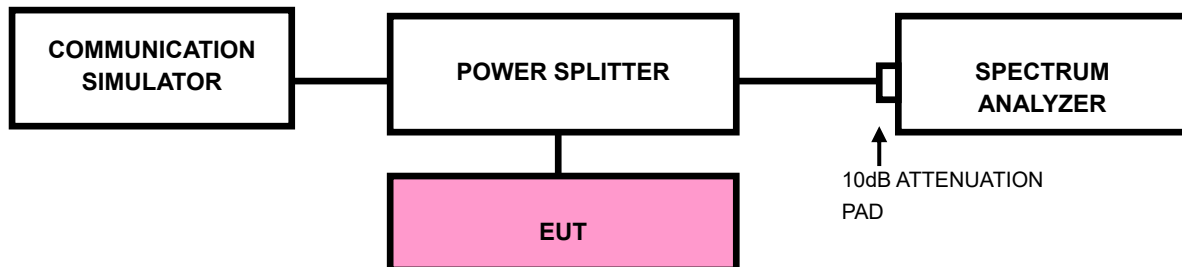 COMMUNICATION
SIMULATOR
POWER SPLITTER
SPECTRUM
ANALYZER
10dB ATTENUATION
PAD
EUT